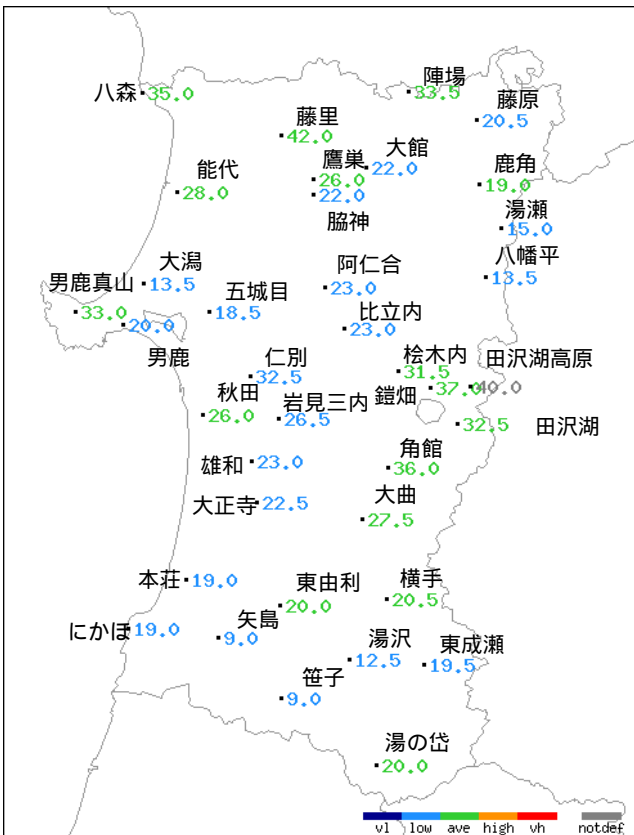 陣場
33.5
八森
35.0
藤原
20.5
藤里
42.0
大館
22.0
鷹巣
26.0
22.0
脇神
能代
28.0
鹿角
19.0
湯瀬
15.0
八幡平
13.5
大潟
13.5
男鹿真山
33.0
20.0
男鹿
五城目
18.5
阿仁合
23.0
比立内
23.0
仁別
32.5
桧木内
31.5
田沢湖高原
40.0
鎧畑
37.0
秋田
26.0
岩見三内
26.5
32.5
田沢湖
雄和
23.0
角館
36.0
大正寺
22.5
大曲
27.5
本荘
19.0
東由利
20.0
横手
20.5
にかほ
19.0
矢島
9.0
湯沢
12.5
東成瀬
19.5
笹子
9.0
湯の岱
20.0
vl low ave high vh notdef